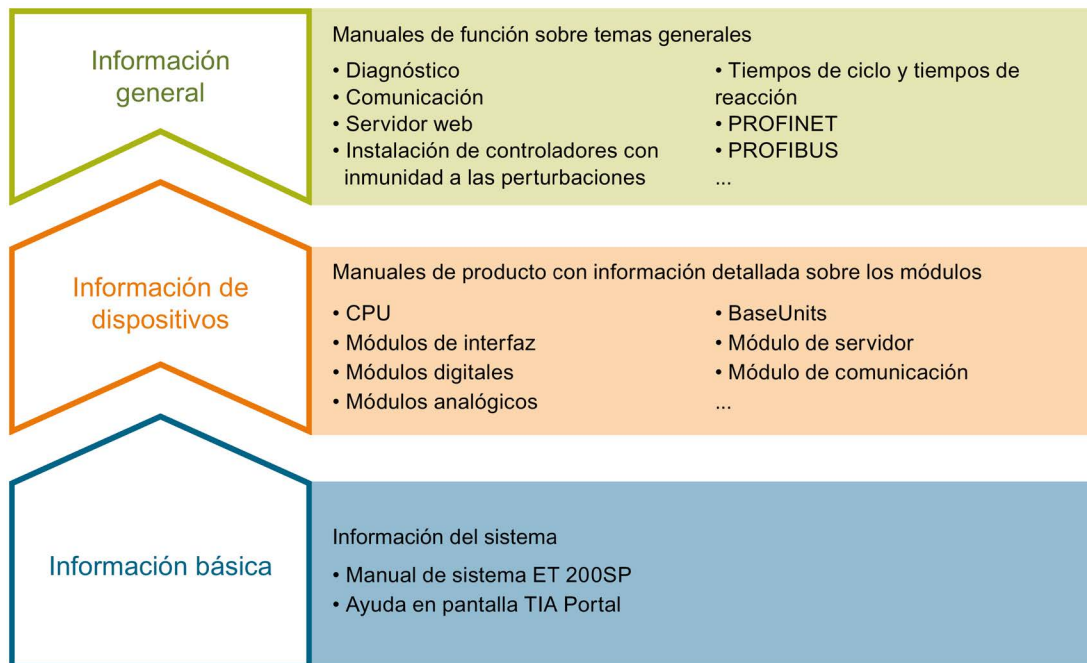 Información
general
Manuales de función sobre temas generales
• Diagnóstico
• Comunicación
• Servidor web
• Instalación de controladores con
inmunidad a las perturbaciones
• Tiempos de ciclo y tiempos de
reacción
• PROFINET
• PROFIBUS
...
Información de
dispositivos
Manuales de producto con información detallada sobre los módulos
• CPU
• Módulos de interfaz
• Módulos digitales
• Módulos analógicos
• BaseUnits
• Módulo de servidor
• Módulo de comunicación
...
Información básica
Información del sistema
• Manual de sistema ET 200SP
• Ayuda en pantalla TIA Portal